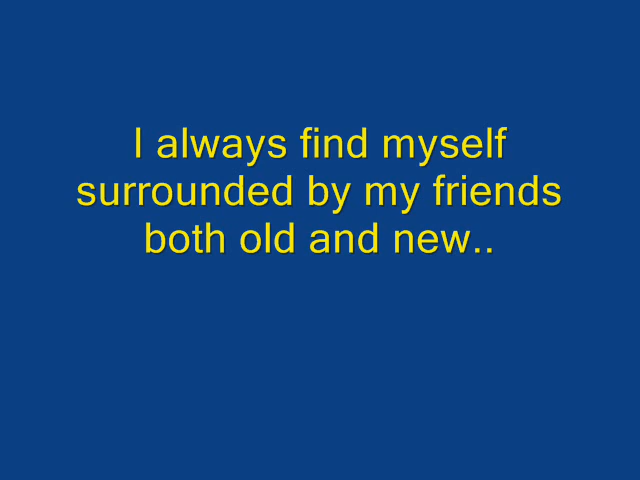 I always find myself
surrounded by my friends
both old and new..